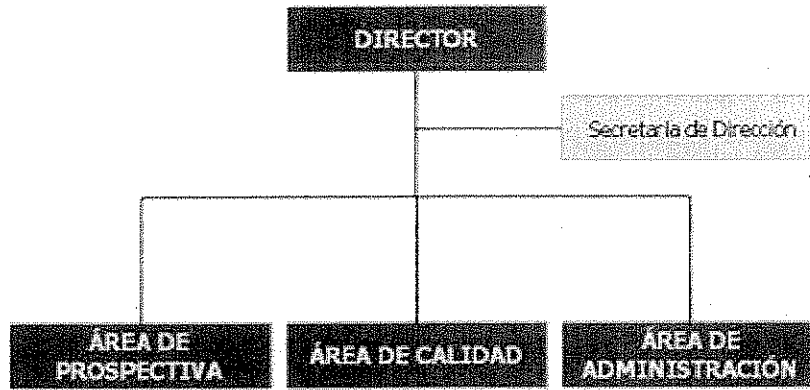 DIRECTOR
Secretaría de Dirección
ÁREA DE
PROSPECTIVA
ÁREA DE CALIDAD
ÁREA DE
ADMINISTRACIÓN